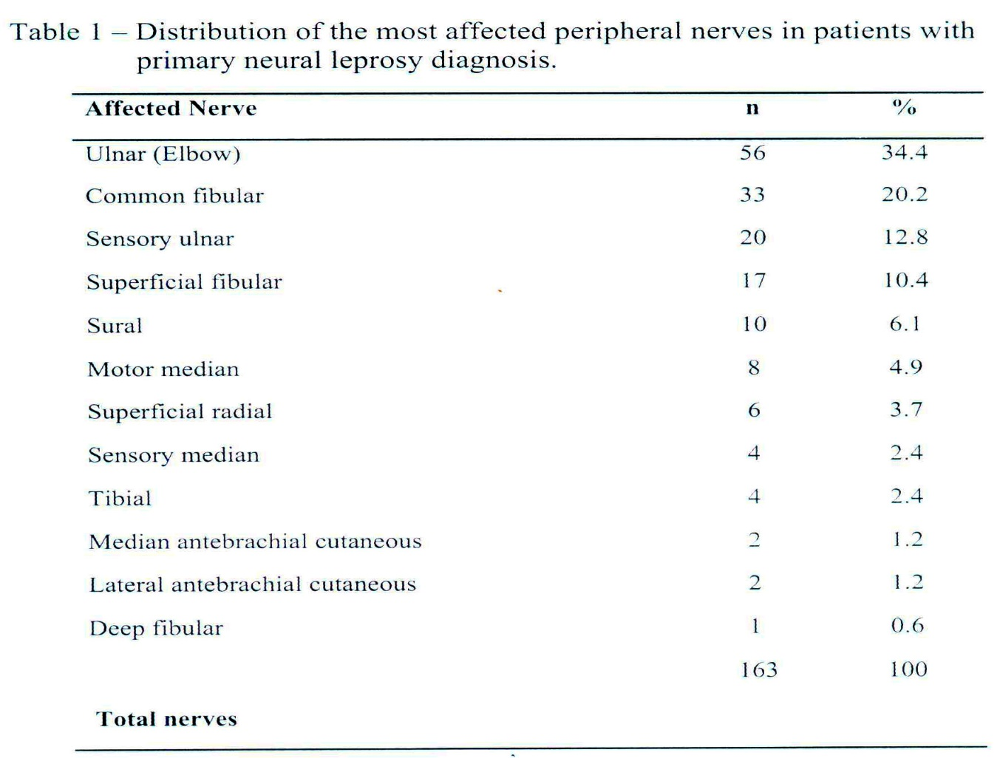 Table 1 – Distribution of the most affected peripheral nerves in patients with
primary neural leprosy diagnosis.
Affected Nerve n %
Ulnar (Elbow) 56 34.4
Common fibular 33 20.2
Sensory ulnar 20 12.8
Superficial fibular 17 10.4
Sural 10 6.1
Motor median 8 4.9
Superficial radial 6 3.7
Sensory median 4 2.4
Tibial 4 2.4
Median antebrachial cutaneous 2 1.2
Lateral antebrachial cutaneous 2 1.2
Deep fibular 1 0.6
163 100
Total nerves